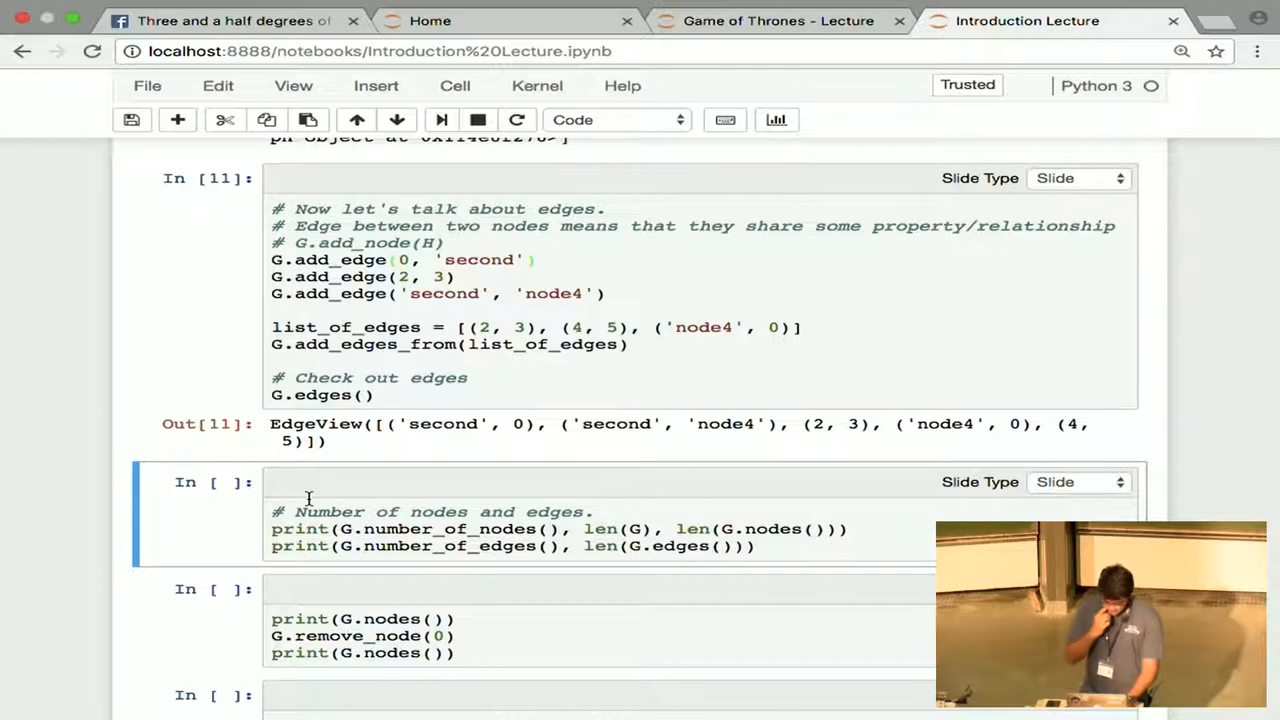 Three and a half degrees of
Home
Game of Thrones - Lecture
Introduction Lecture
localhost:8888/notebooks/Introduction%20Lecture.ipynb
File Edit View Insert Cell Kernel Help Trusted Python 3
Code
In [11]:
Slide Type Slide
# Now let's talk about edges.
# Edge between two nodes means that they share some property/relationship
# G.add_node(H)
G.add_edge(0, 'second')
G.add_edge(2, 3)
G.add_edge('second', 'node4')
list_of_edges = [(2, 3), (4, 5), ('node4', 0)]
G.add_edges_from(list_of_edges)
# Check out edges
G.edges()
Out[11]: EdgeView([('second', 0), ('second', 'node4'), (2, 3), ('node4', 0), (4,
5)])
In [ ]:
Slide Type Slide
# Number of nodes and edges.
print(G.number_of_nodes(), len(G), len(G.nodes()))
print(G.number_of_edges(), len(G.edges()))
In [ ]:
print(G.nodes())
G.remove_node(0)
print(G.nodes())
In [ ]: